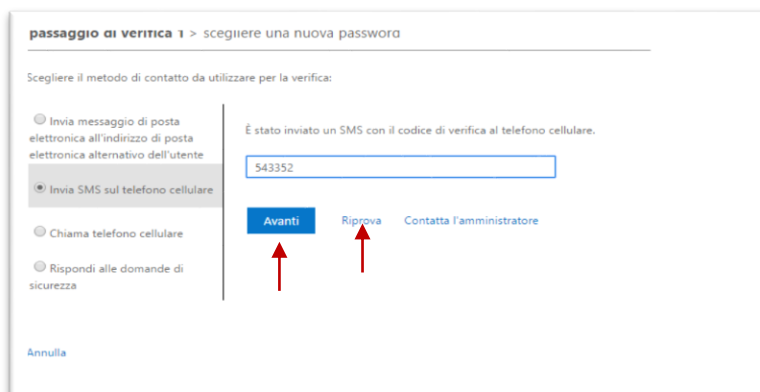 passaggio di verifica 1 > scegliere una nuova password
Scegliere il metodo di contatto da utilizzare per la verifica:
Invia messaggio di posta
elettronica all'indirizzo di posta
elettronica alternativo dell'utente
Invia SMS sul telefono cellulare
Chiama telefono cellulare
Rispondi alle domande di
sicurezza
È stato inviato un SMS con il codice di verifica al telefono cellulare.
543352
Avanti Riprova Contatta l'amministratore
Annulla